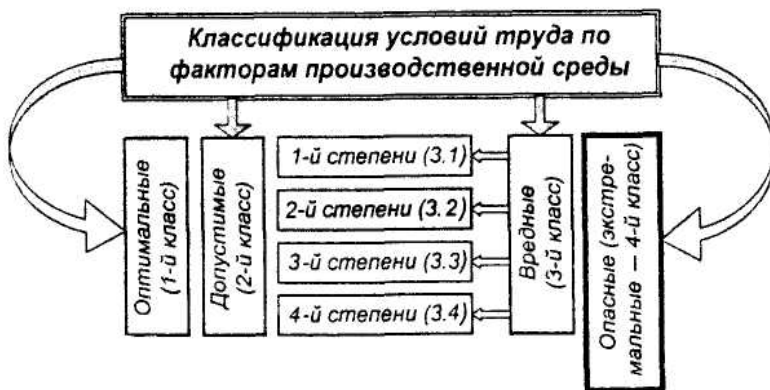 Классификация условий труда по
факторам производственной среды
Оптимальные
(1-й класс)
Допустимые
(2-й класс)
1-й степени (3.1)
2-й степени (3.2)
3-й степени (3.3)
4-й степени (3.4)
Вредные
(3-й класс)
Опасные (экстре-
мальные — 4-й класс)